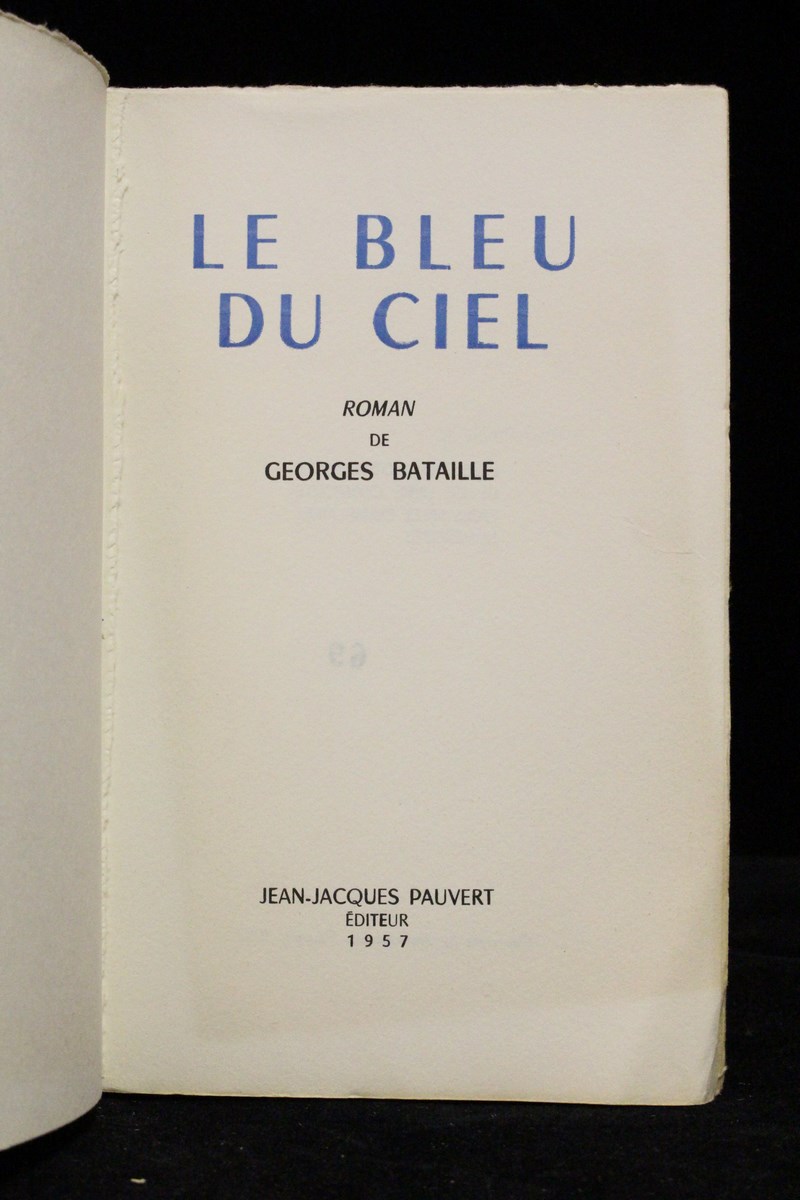 LE BLEU
DU CIEL
ROMAN
DE
GEORGES BATAILLE
JEAN-JACQUES PAUVERT
ÉDITEUR
1957